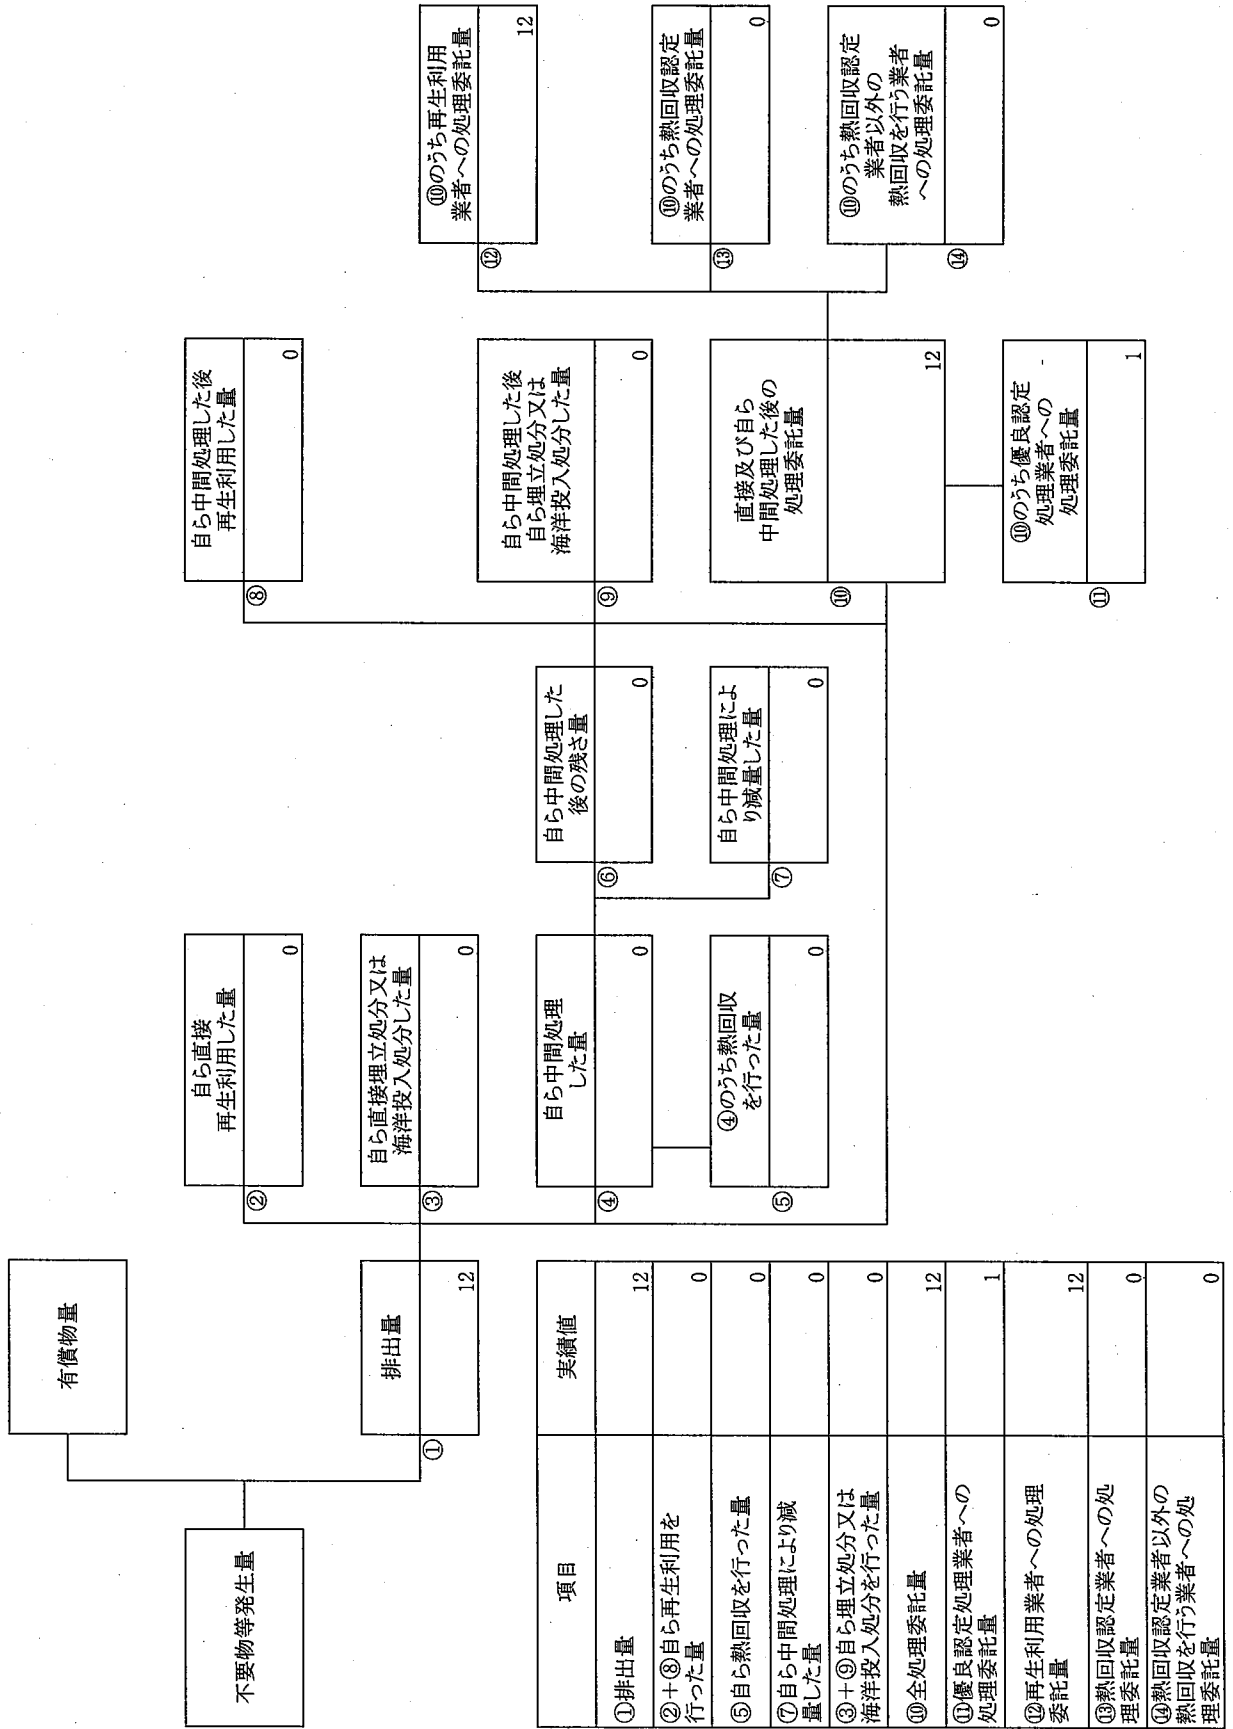 不要物等発生量
有償物量
排出量
①
12
自ら直接
再生利用した量
②
0
自ら直接埋立処分又は
海洋投入処分した量
③
0
自ら中間処理
した量
④
0
④のうち熱回収
を行った量
⑤
0
自ら中間処理した
後の残さ量
⑥
0
自ら中間処理によ
り減量した量
⑦
0
自ら中間処理した後
再生利用した量
⑧
0
自ら中間処理した後
自ら埋立処分又は
海洋投入処分した量
⑨
0
直接及び自ら
中間処理した後の
処理委託量
⑩
12
⑩のうち優良認定
処理業者への
処理委託量
⑪
1
⑩のうち再生利用
業者への処理委託量
⑫
12
⑩のうち熱回収認定
業者への処理委託量
⑬
0
⑩のうち熱回収認定
業者以外の
熱回収を行う業者
への処理委託量
⑭
0
項目 実績値
①排出量 12
②+⑧自ら再生利用を
行った量 0
⑤自ら熱回収を行った量 0
⑦自ら中間処理により減
量した量 0
③+⑨自ら埋立処分又は
海洋投入処分を行った量 0
⑩全処理委託量 12
⑪優良認定処理業者への
処理委託量 1
⑫再生利用業者への処理
委託量 12
⑬熱回収認定業者への処
理委託量 0
⑭熱回収認定業者以外の
熱回収を行う業者への処
理委託量 0